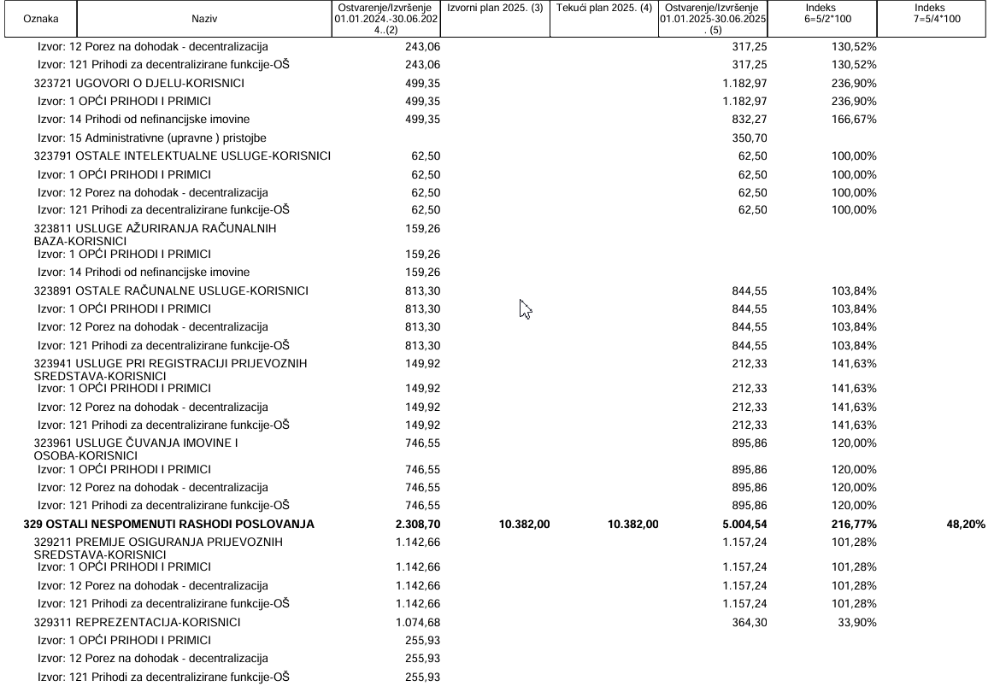 Oznaka Naziv Ostvarenje/Izvršenje 01.01.2024.-30.06.2024..(2) Izvorni plan 2025. (3) Tekući plan 2025. (4) Ostvarenje/Izvršenje 01.01.2025-30.06.2025. (5) Indeks 6=5/2*100 Indeks 7=5/4*100
Izvor: 12 Porez na dohodak - decentralizacija 243,06 317,25 130,52%
Izvor: 121 Prihodi za decentralizirane funkcije-OŠ 243,06 317,25 130,52%
323721 UGOVORI O DJELU-KORISNICI 499,35 1.182,97 236,90%
Izvor: 1 OPĆI PRIHODI I PRIMICI 499,35 1.182,97 236,90%
Izvor: 14 Prihodi od nefinancijske imovine 499,35 832,27 166,67%
Izvor: 15 Administrativne (upravne ) pristojbe 350,70
323791 OSTALE INTELEKTUALNE USLUGE-KORISNICI 62,50 62,50 100,00%
Izvor: 1 OPĆI PRIHODI I PRIMICI 62,50 62,50 100,00%
Izvor: 12 Porez na dohodak - decentralizacija 62,50 62,50 100,00%
Izvor: 121 Prihodi za decentralizirane funkcije-OŠ 62,50 62,50 100,00%
323811 USLUGE AŽURIRANJA RAČUNALNIH 159,26
BAZA-KORISNICI
Izvor: 1 OPĆI PRIHODI I PRIMICI 159,26
Izvor: 14 Prihodi od nefinancijske imovine 159,26
323891 OSTALE RAČUNALNE USLUGE-KORISNICI 813,30 844,55 103,84%
Izvor: 1 OPĆI PRIHODI I PRIMICI 813,30 844,55 103,84%
Izvor: 12 Porez na dohodak - decentralizacija 813,30 844,55 103,84%
Izvor: 121 Prihodi za decentralizirane funkcije-OŠ 813,30 844,55 103,84%
323941 USLUGE PRI REGISTRACIJI PRIJEVOZNIH 149,92 212,33 141,63%
SREDSTAVA-KORISNICI
Izvor: 1 OPĆI PRIHODI I PRIMICI 149,92 212,33 141,63%
Izvor: 12 Porez na dohodak - decentralizacija 149,92 212,33 141,63%
Izvor: 121 Prihodi za decentralizirane funkcije-OŠ 149,92 212,33 141,63%
323961 USLUGE ČUVANJA IMOVINE I 746,55 895,86 120,00%
OSOBA-KORISNICI
Izvor: 1 OPĆI PRIHODI I PRIMICI 746,55 895,86 120,00%
Izvor: 12 Porez na dohodak - decentralizacija 746,55 895,86 120,00%
Izvor: 121 Prihodi za decentralizirane funkcije-OŠ 746,55 895,86 120,00%
329 OSTALI NESPOMENUTI RASHODI POSLOVANJA 2.308,70 10.382,00 10.382,00 5.004,54 216,77% 48,20%
329211 PREMIJE OSIGURANJA PRIJEVOZNIH 1.142,66 1.157,24 101,28%
SREDSTAVA-KORISNICI
Izvor: 1 OPĆI PRIHODI I PRIMICI 1.142,66 1.157,24 101,28%
Izvor: 12 Porez na dohodak - decentralizacija 1.142,66 1.157,24 101,28%
Izvor: 121 Prihodi za decentralizirane funkcije-OŠ 1.142,66 1.157,24 101,28%
329311 REPREZENTACIJA-KORISNICI 1.074,68 364,30 33,90%
Izvor: 1 OPĆI PRIHODI I PRIMICI 255,93
Izvor: 12 Porez na dohodak - decentralizacija 255,93
Izvor: 121 Prihodi za decentralizirane funkcije-OŠ 255,93